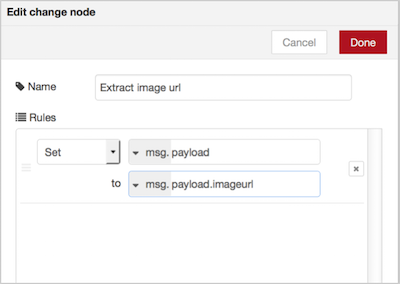 Edit change node
Cancel Done
Name Extract image url
Rules
Set msg. payload
to msg. payload.imageurl